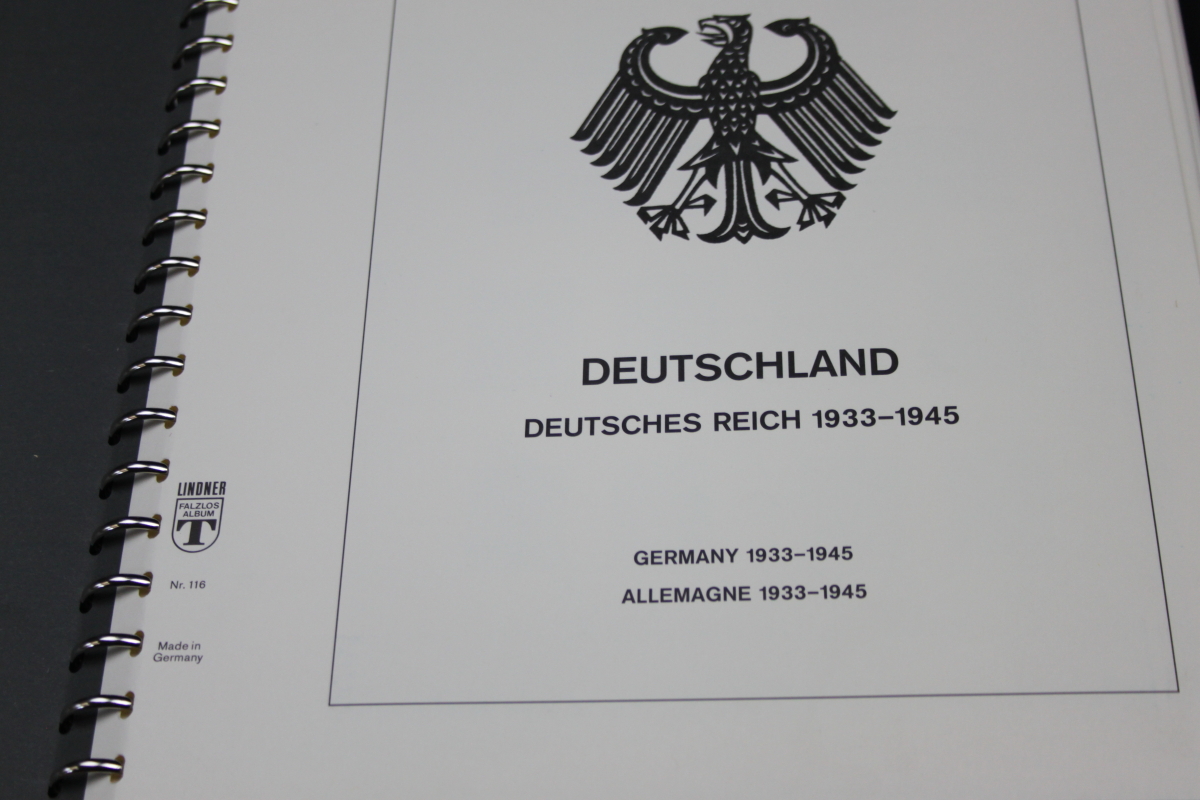 DEUTSCHLAND
DEUTSCHES REICH 1933–1945
GERMANY 1933–1945
ALLEMAGNE 1933–1945
LINDNER
FALZLOS
ALBUM
T
Nr. 116
Made in
Germany